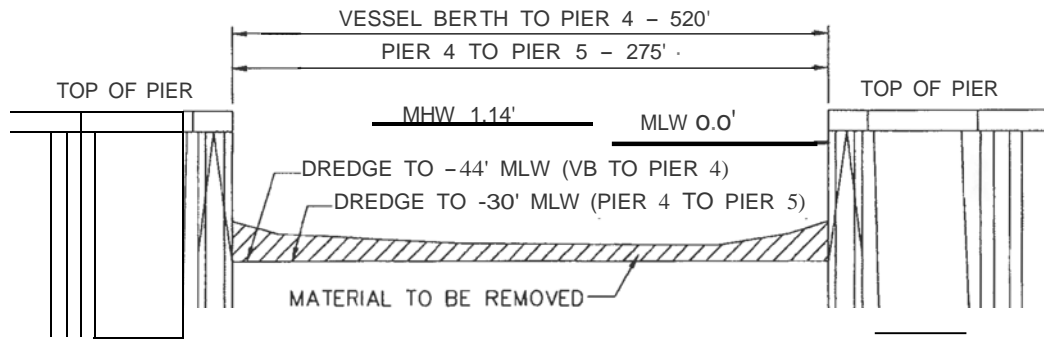 VESSEL BERTH TO PIER 4 – 520'
PIER 4 TO PIER 5 – 275'
TOP OF PIER
TOP OF PIER
MHW 1.14'
MLW 0.0'
DREDGE TO -44' MLW (VB TO PIER 4)
DREDGE TO -30' MLW (PIER 4 TO PIER 5)
MATERIAL TO BE REMOVED